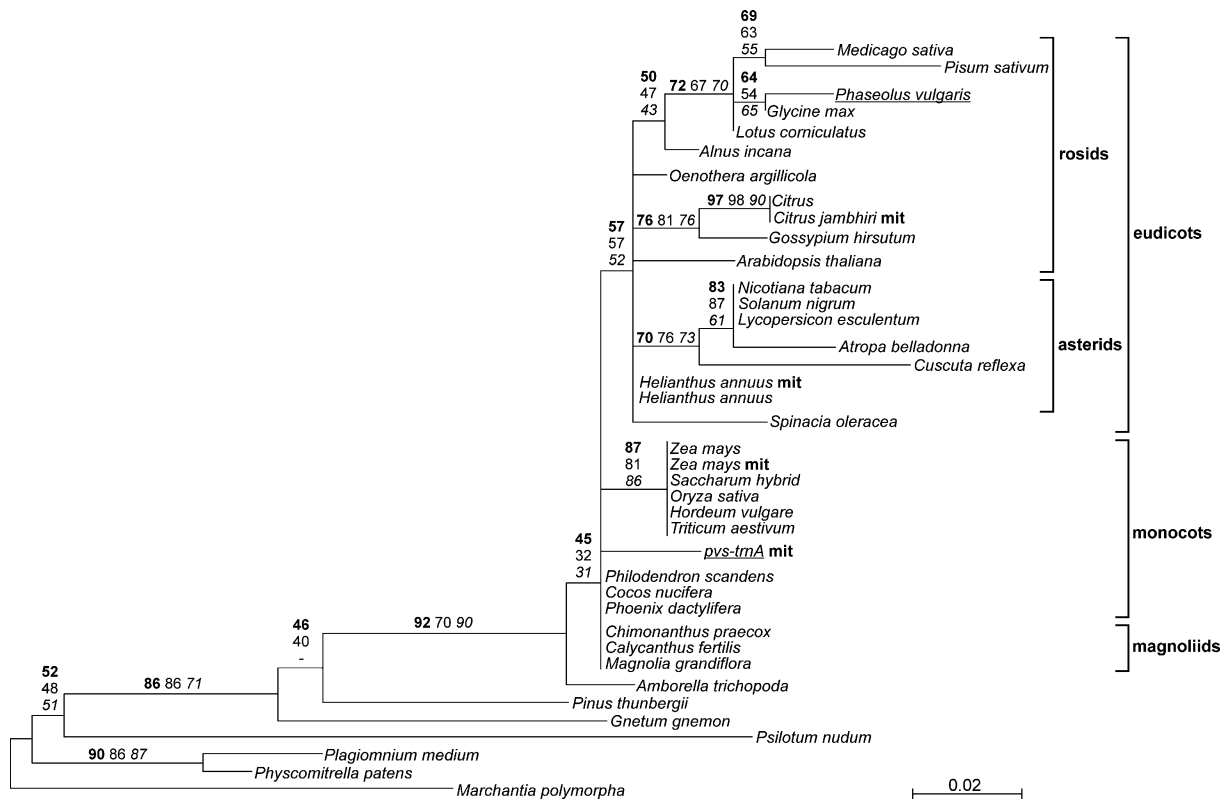 69
63
55
Medicago sativa
Pisum sativum
50
47
43
72 67 70
64
54
65
Phaseolus vulgaris
Glycine max
Lotus corniculatus
Alnus incana
rosids
Oenothera argillicola
97 98 90
Citrus
Citrus jambhiri mit
76 81 76
Gossypium hirsutum
eudicots
57
57
52
Arabidopsis thaliana
83
87
61
Nicotiana tabacum
Solanum nigrum
Lycopersicon esculentum
70 76 73
Atropa belladonna
asterids
Cuscuta reflexa
Helianthus annuus mit
Helianthus annuus
Spinacia oleracea
87
81
86
Zea mays
Zea mays mit
Saccharum hybrid
Oryza sativa
Hordeum vulgare
Triticum aestivum
monocots
45
32
31
pvs-trnA mit
Philodendron scandens
Cocos nucifera
Phoenix dactylifera
Chimonanthus praecox
Calycanthus fertilis
Magnolia grandiflora
magnoliids
46
40
-
92 70 90
Amborella trichopoda
52
48
51
86 86 71
Pinus thunbergii
Gnetum gnemon
Psilotum nudum
90 86 87
Plagiomnium medium
Physcomitrella patens
Marchantia polymorpha
0.02